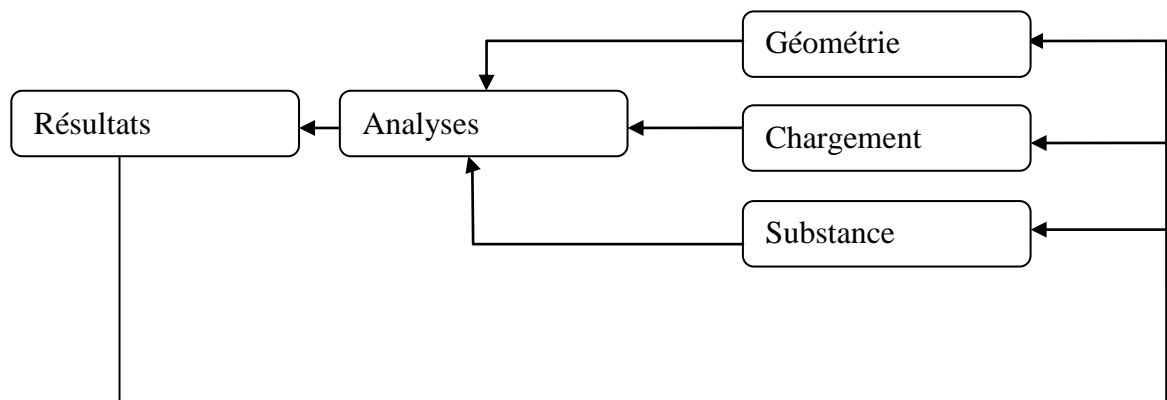 Géométrie
Résultats
Analyses
Chargement
Substance